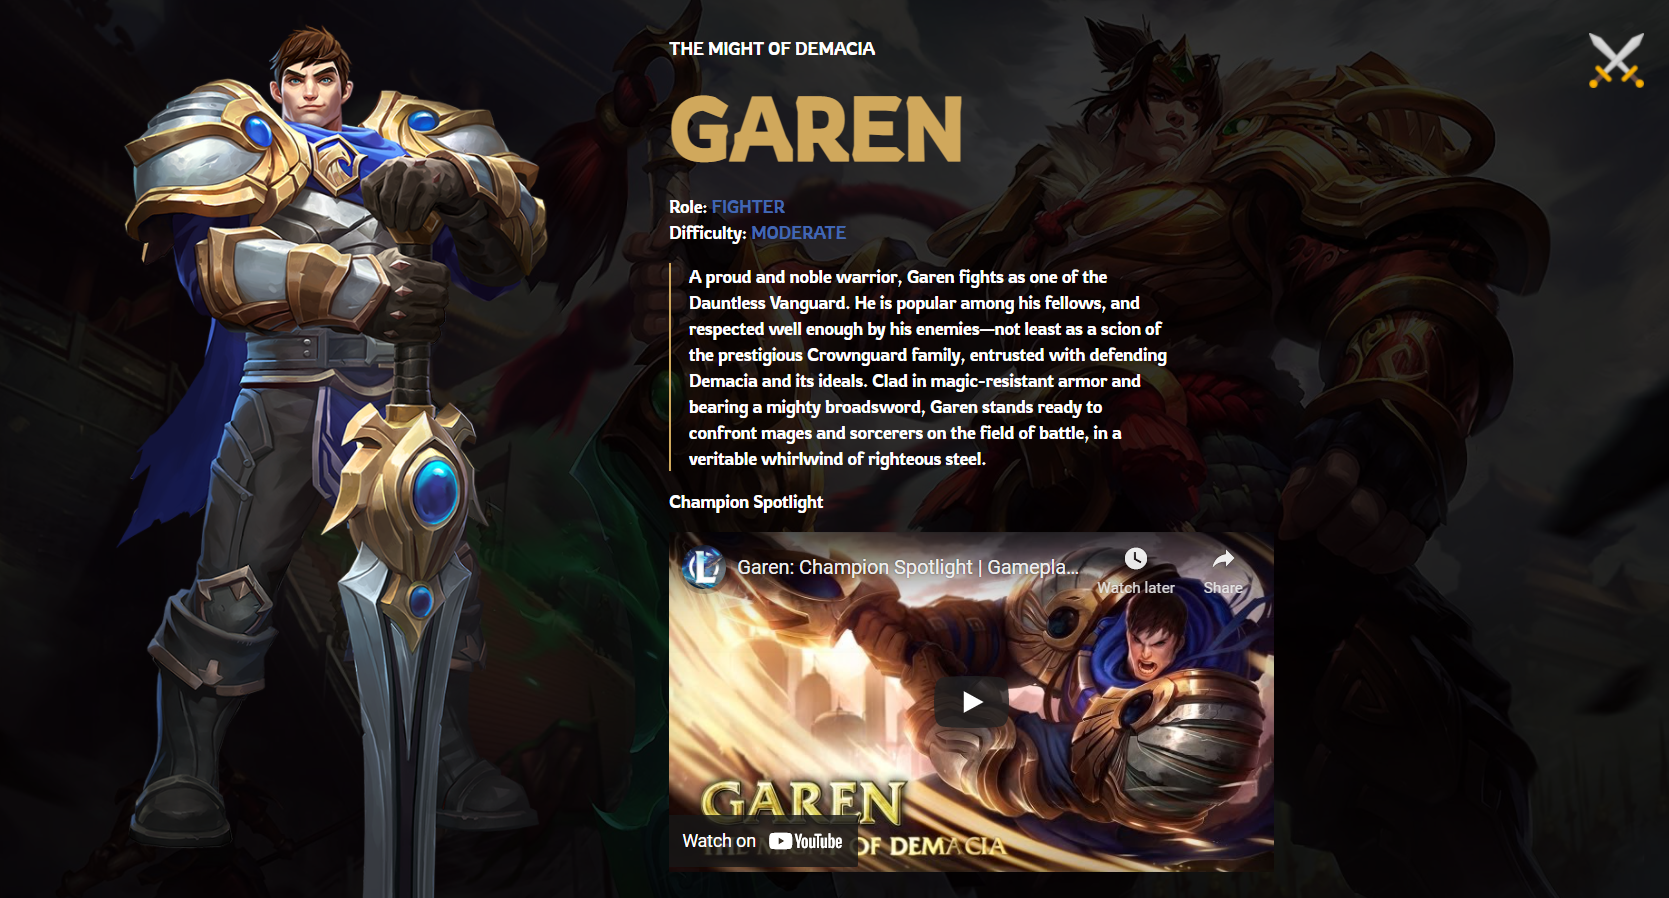 THE MIGHT OF DEMACIA
GAREN
Role: FIGHTER
Difficulty: MODERATE
A proud and noble warrior, Garen fights as one of the
Dauntless Vanguard. He is popular among his fellows, and
respected well enough by his enemies—not least as a scion of
the prestigious Crownguard family, entrusted with defending
Demacia and its ideals. Clad in magic-resistant armor and
bearing a mighty broadsword, Garen stands ready to
confront mages and sorcerers on the field of battle, in a
veritable whirlwind of righteous steel.
Champion Spotlight
L
Garen: Champion Spotlight | Gamepla...
Watch later
Share
GAREN
THE MIGHT OF DEMACIA
Watch on YouTube